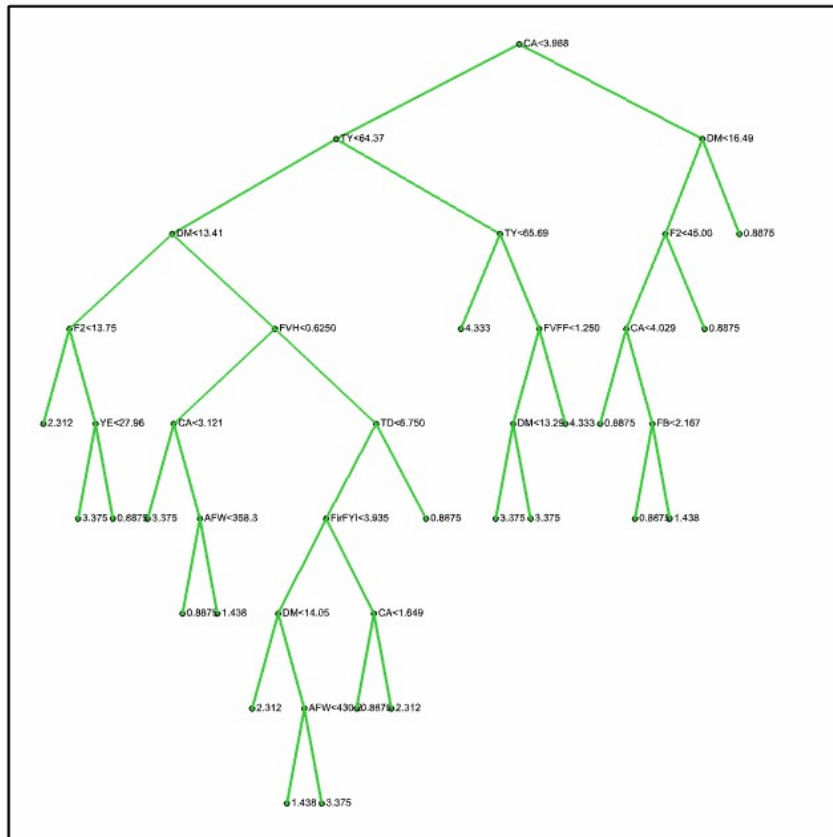 CA<3.988
TY<64.37
DM<16.49
DM<13.41
TY<65.69
F2<45.00
0.8875
F2<13.75
FVH<0.6250
4.333
FVFF<1.250
CA<4.029
0.8875
2.312
YE<27.96
CA<3.121
TD<6.750
DM<13.29
4.333
0.8875
FB<2.167
3.375
0.8875
3.375
AFW<358.3
FirFYI<3.935
0.8875
3.375
3.375
0.8875
1.438
0.8875
1.438
DM<14.05
CA<1.649
2.312
AFW<430
0.8875
2.312
1.438
3.375